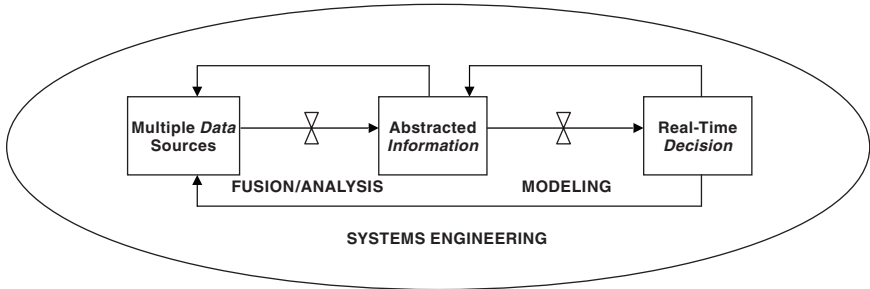 Multiple Data
Sources
Abstracted
Information
Real-Time
Decision
FUSION/ANALYSIS
MODELING
SYSTEMS ENGINEERING